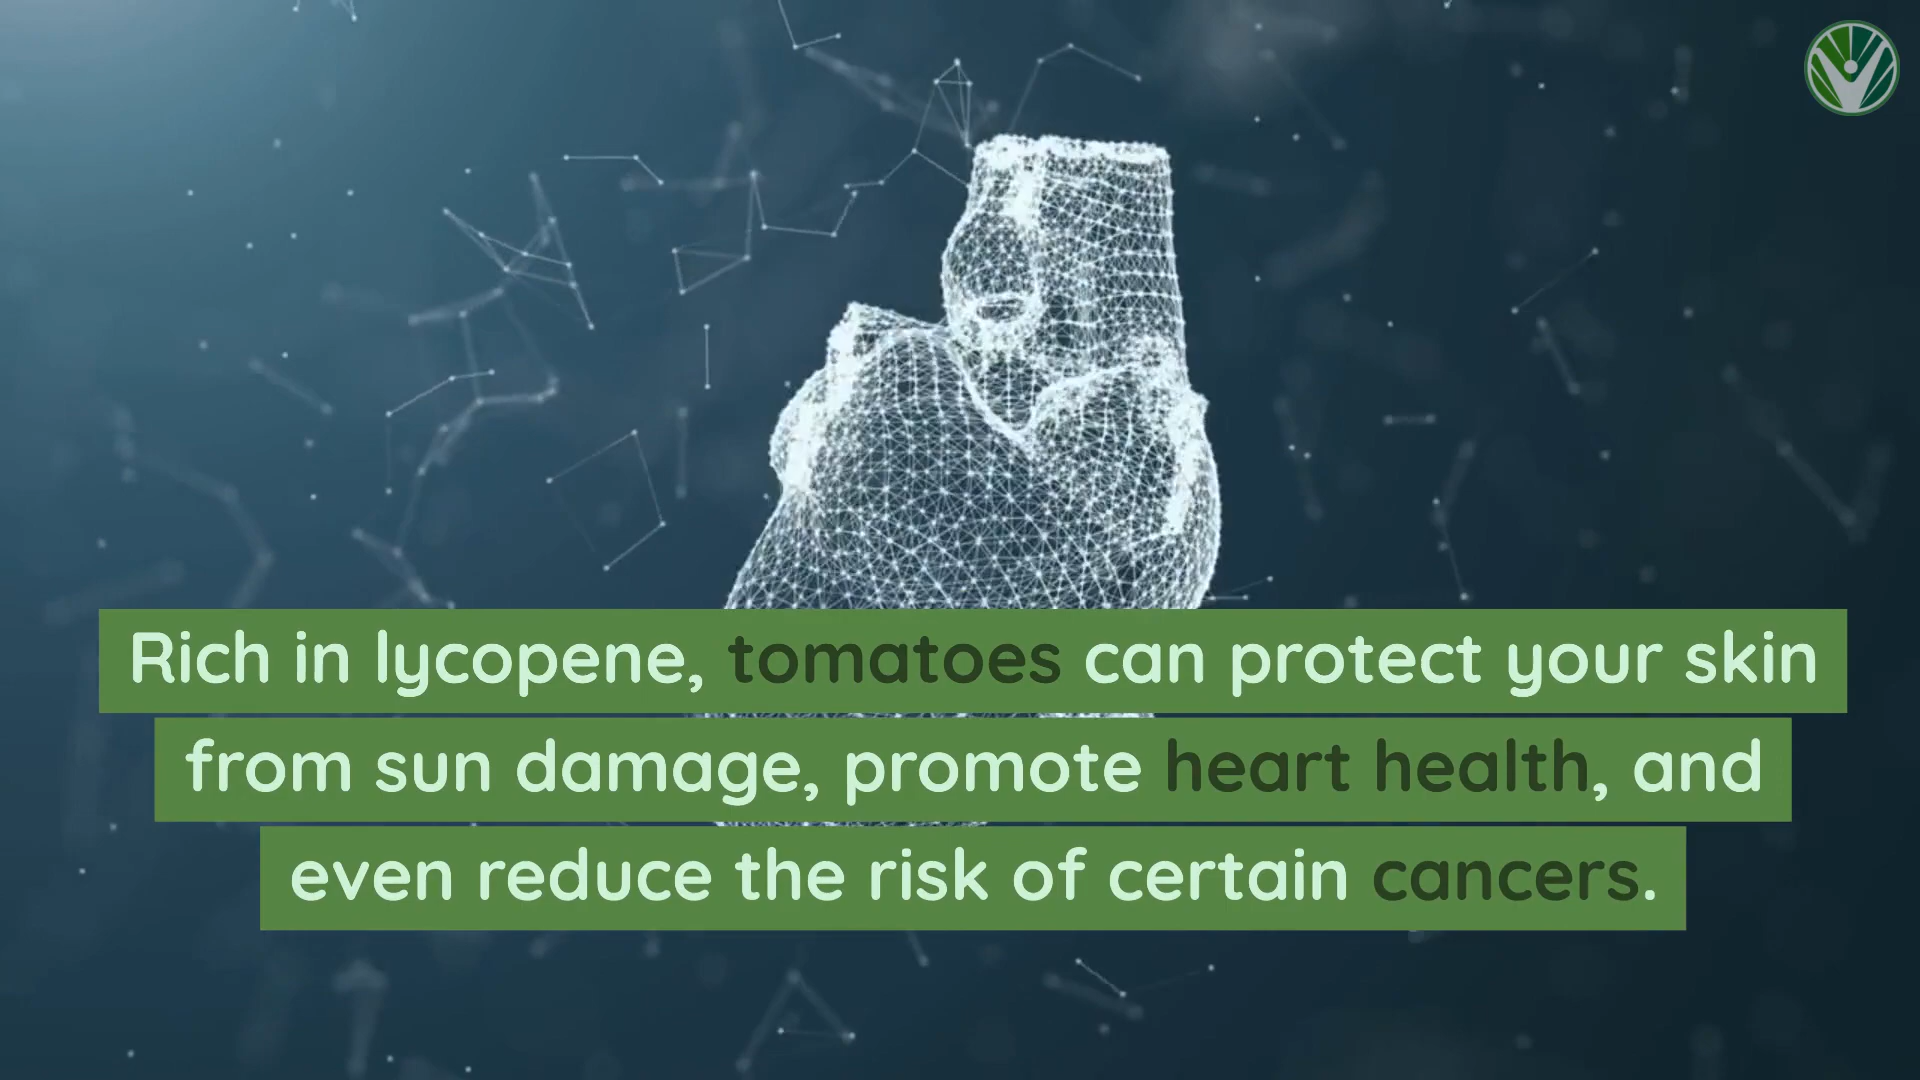 Rich in lycopene, tomatoes can protect your skin
from sun damage, promote heart health, and
even reduce the risk of certain cancers.